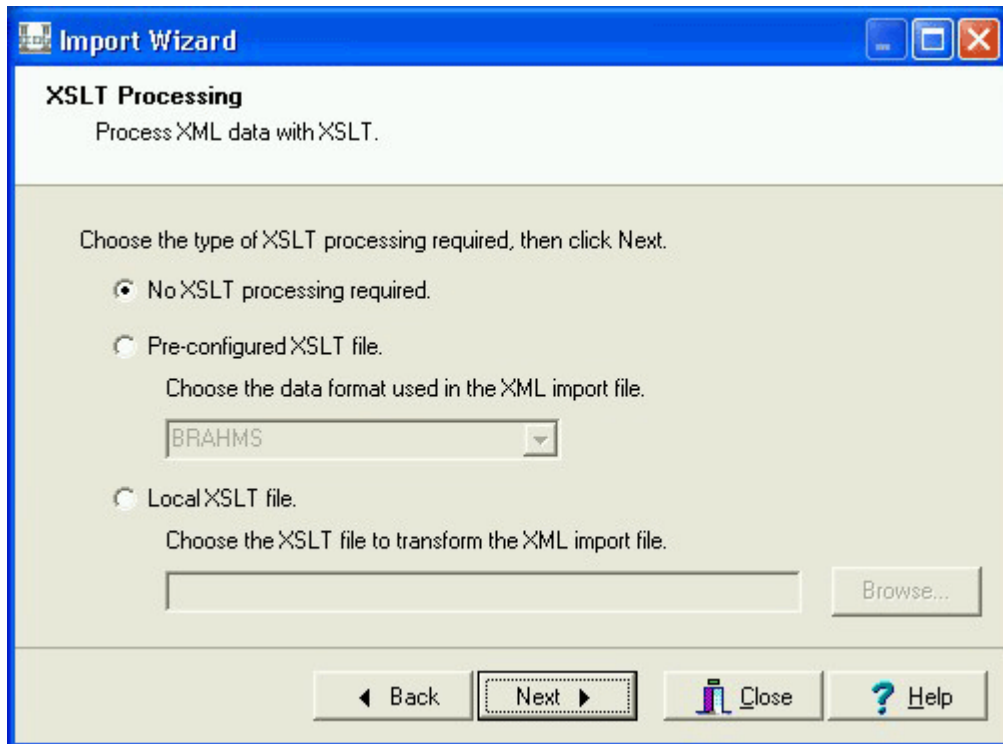 Import Wizard
XSLT Processing
Process XML data with XSLT.
Choose the type of XSLT processing required, then click Next.
No XSLT processing required.
Pre-configured XSLT file.
Choose the data format used in the XML import file.
BRAHMS
Local XSLT file.
Choose the XSLT file to transform the XML import file.
Browse...
Back Next Close ? Help